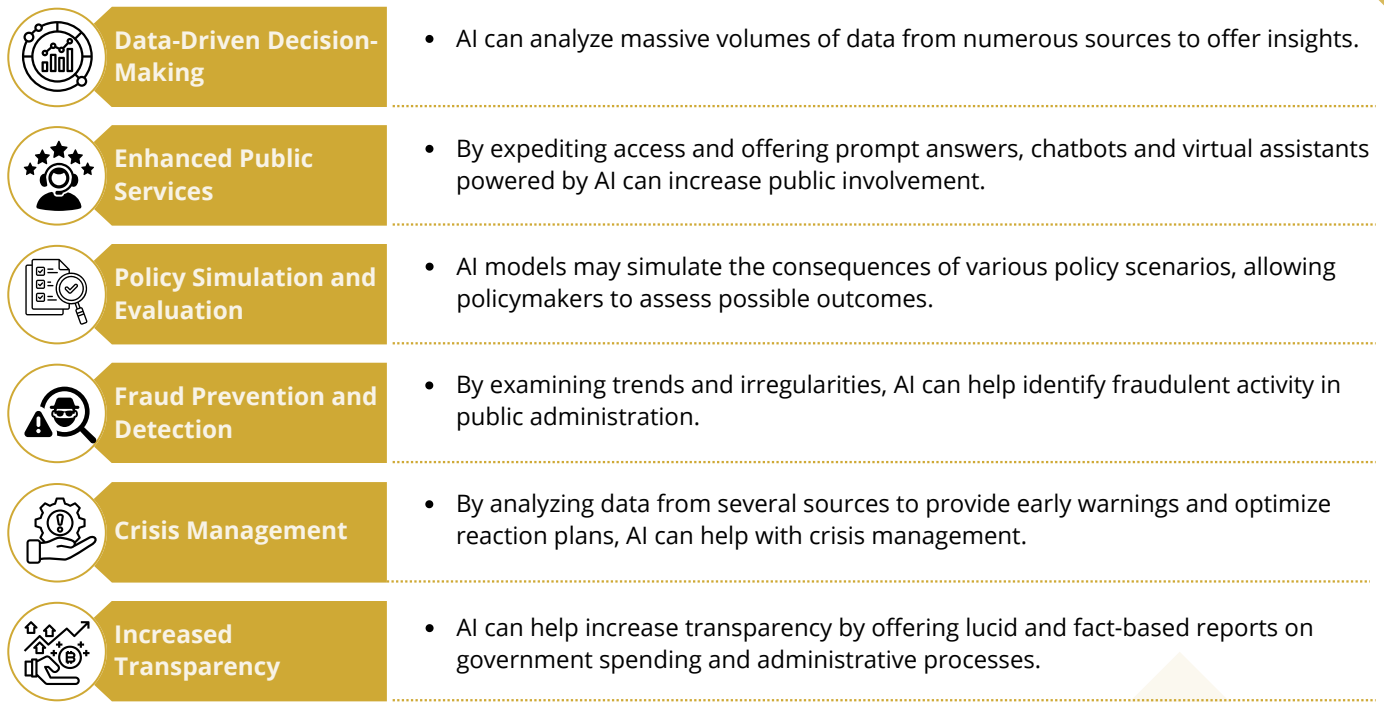 Data-Driven Decision-
Making
• AI can analyze massive volumes of data from numerous sources to offer insights.
Enhanced Public
Services
• By expediting access and offering prompt answers, chatbots and virtual assistants
powered by AI can increase public involvement.
Policy Simulation and
Evaluation
• AI models may simulate the consequences of various policy scenarios, allowing
policymakers to assess possible outcomes.
Fraud Prevention and
Detection
• By examining trends and irregularities, AI can help identify fraudulent activity in
public administration.
Crisis Management
• By analyzing data from several sources to provide early warnings and optimize
reaction plans, AI can help with crisis management.
Increased
Transparency
• AI can help increase transparency by offering lucid and fact-based reports on
government spending and administrative processes.